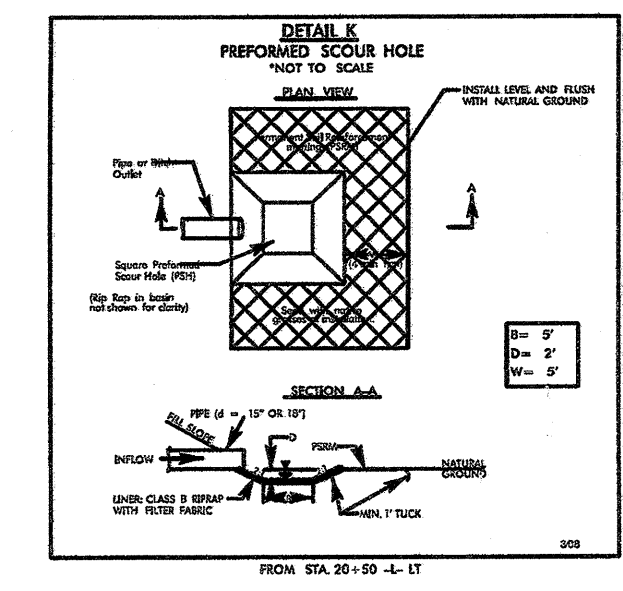 DETAIL K
PREFORMED SCOUR HOLE
*NOT TO SCALE
PLAN VIEW
INSTALL LEVEL AND FLUSH
WITH NATURAL GROUND
Pipe or Ditch
Outlet
A
A
Square Preformed
Scour Hole (PSH)
(Rip Rap in basin
not shown for clarity)
B= 5'
D= 2'
W= 5'
SECTION A-A
PIPE (d = 15" OR 18")
FILL SLOPE
D
PSRM
INFLOW
NATURAL
GROUND
LINER: CLASS B RIPRAP
WITH FILTER FABRIC
B
MIN. 1' TUCK
3/08
FROM STA. 20+50 -L- LT